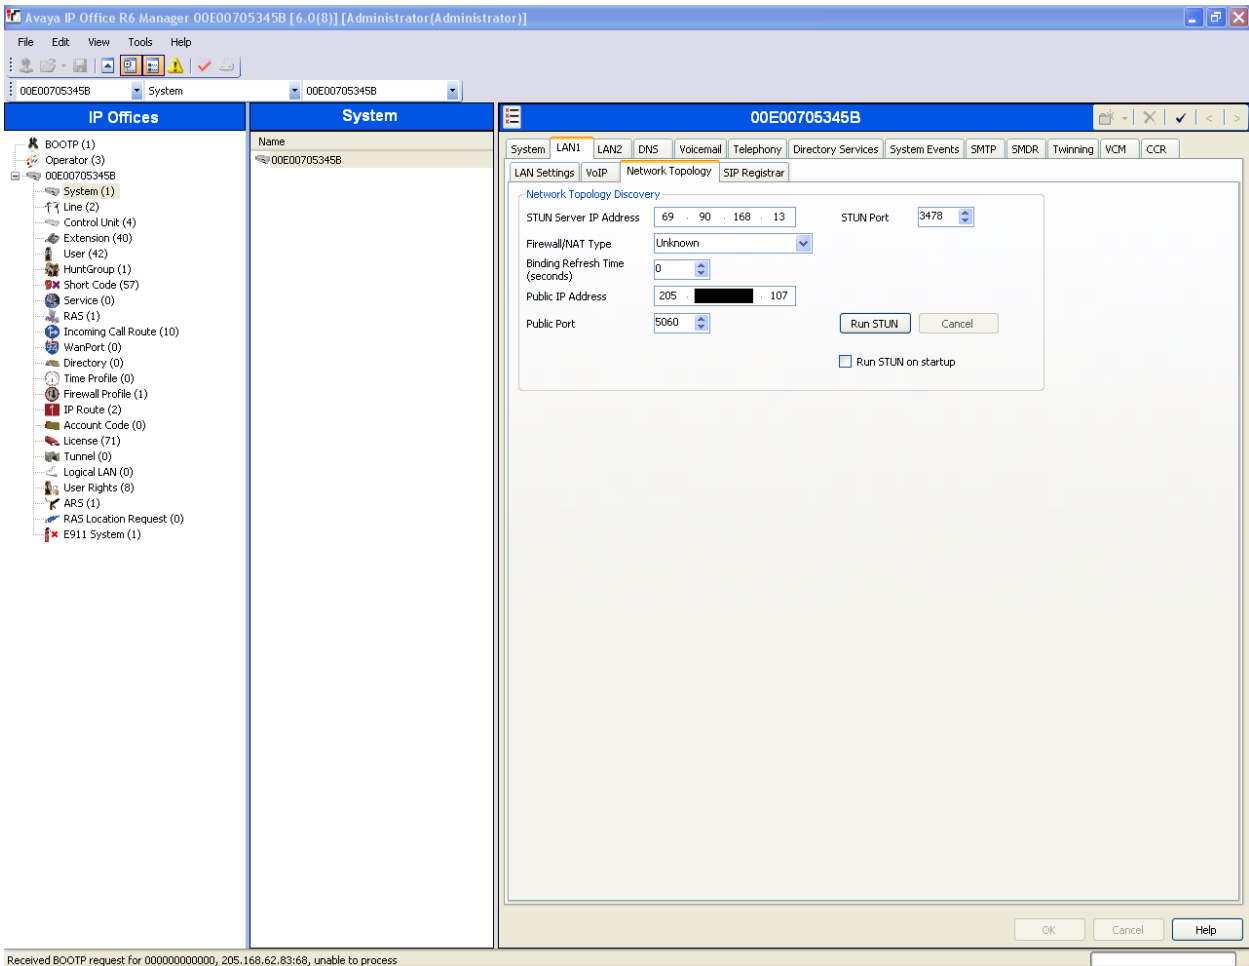 Avaya IP Office R6 Manager 00E00705345B [6.0(8)] [Administrator(Administrator)]
File Edit View Tools Help
00E00705345B System 00E00705345B
IP Offices
BOOTP (1)
Operator (3)
00E00705345B
System (1)
Line (2)
Control Unit (4)
Extension (40)
User (42)
HuntGroup (1)
Short Code (57)
Service (0)
RAS (1)
Incoming Call Route (10)
WanPort (0)
Directory (0)
Time Profile (0)
Firewall Profile (1)
IP Route (2)
Account Code (0)
License (71)
Tunnel (0)
Logical LAN (0)
User Rights (8)
ARS (1)
RAS Location Request (0)
E911 System (1)
System
Name
00E00705345B
00E00705345B
System LAN1 LAN2 DNS Voicemail Telephony Directory Services System Events SMTP SMDR Twinning VCM CCR
LAN Settings VoIP Network Topology SIP Registrar
Network Topology Discovery
STUN Server IP Address 69 . 90 . 168 . 13 STUN Port 3478
Firewall/NAT Type Unknown
Binding Refresh Time
(seconds) 0
Public IP Address 205 . . 107
Public Port 5060 Run STUN Cancel
Run STUN on startup
OK Cancel Help
Received BOOTP request for 000000000000, 205.168.62.83:68, unable to process